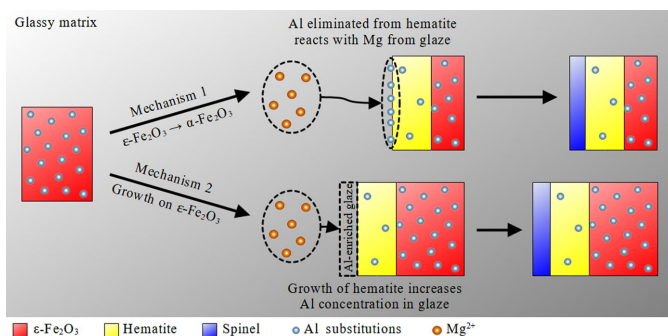 Glassy matrix
Al eliminated from hematite
reacts with Mg from glaze
Mechanism 1
ε-Fe₂O₃ → α-Fe₂O₃
Mechanism 2
Growth on ε-Fe₂O₃
Al-enriched glaze
Growth of hematite increases
Al concentration in glaze
ε-Fe₂O₃ Hematite Spinel Al substitutions Mg²⁺